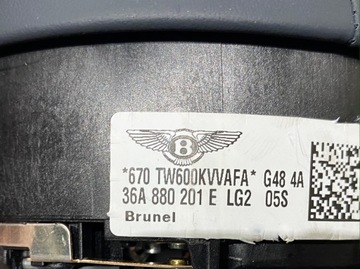 B
*670 TW600KVVAFA* G48 4A
36A 880 201 E LG2 05S
Brunel